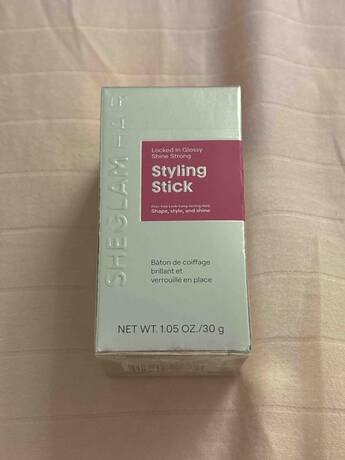 SHEGLAM HAIR
Locked In Glossy
Shine Strong
Styling
Stick
Shape, style, and shine
Bâton de coiffage
brillant et
verrouillé en place
NET WT. 1.05 OZ./30 g